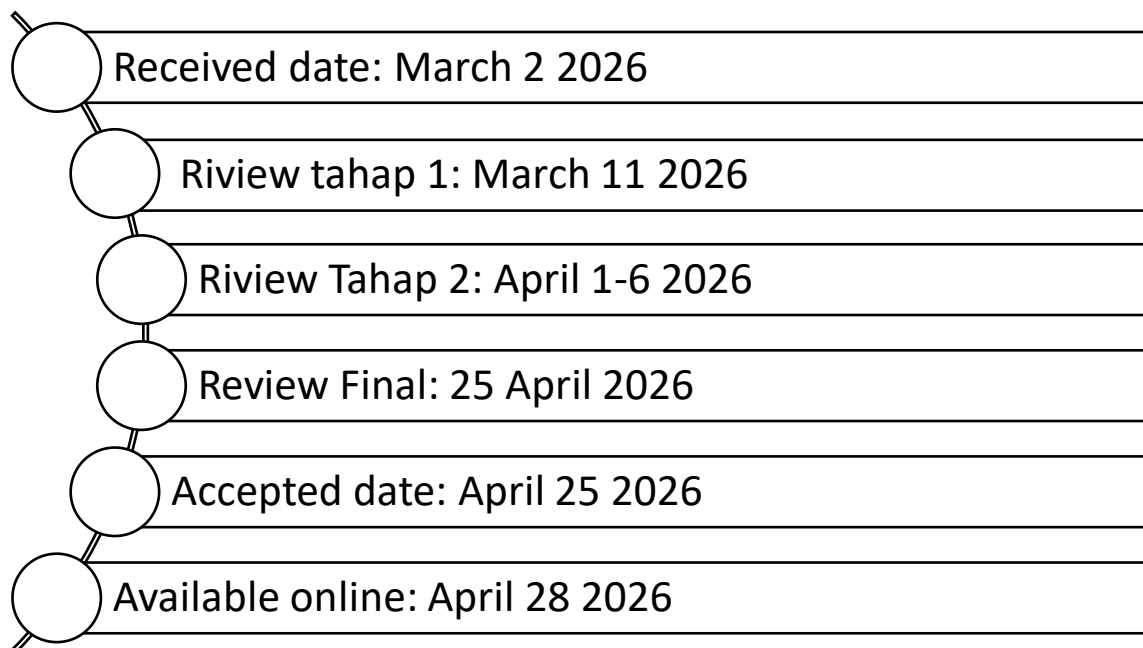 Received date: March 2 2026
Riview tahap 1: March 11 2026
Riview Tahap 2: April 1-6 2026
Review Final: 25 April 2026
Accepted date: April 25 2026
Available online: April 28 2026